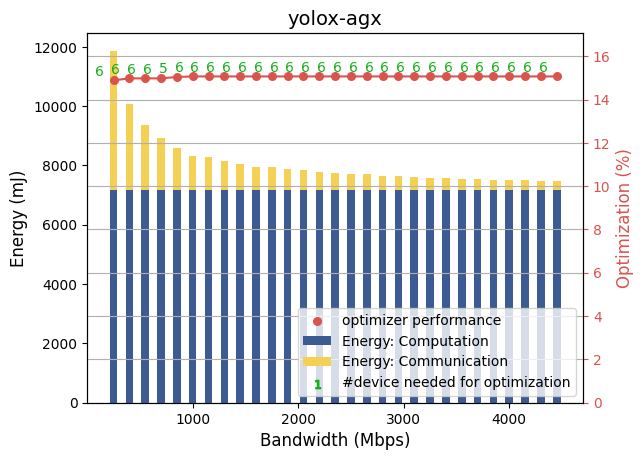 yolox-agx
12000
10000
8000
6000
4000
2000
0
Energy (mJ)
6 6 6 6 5 6 6 6 6 6 6 6 6 6 6 6 6 6 6 6 6 6 6 6 6 6 6 6 6
16
14
12
10
8
6
4
2
0
Optimization (%)
optimizer performance
Energy: Computation
Energy: Communication
1 #device needed for optimization
1000 2000 3000 4000
Bandwidth (Mbps)